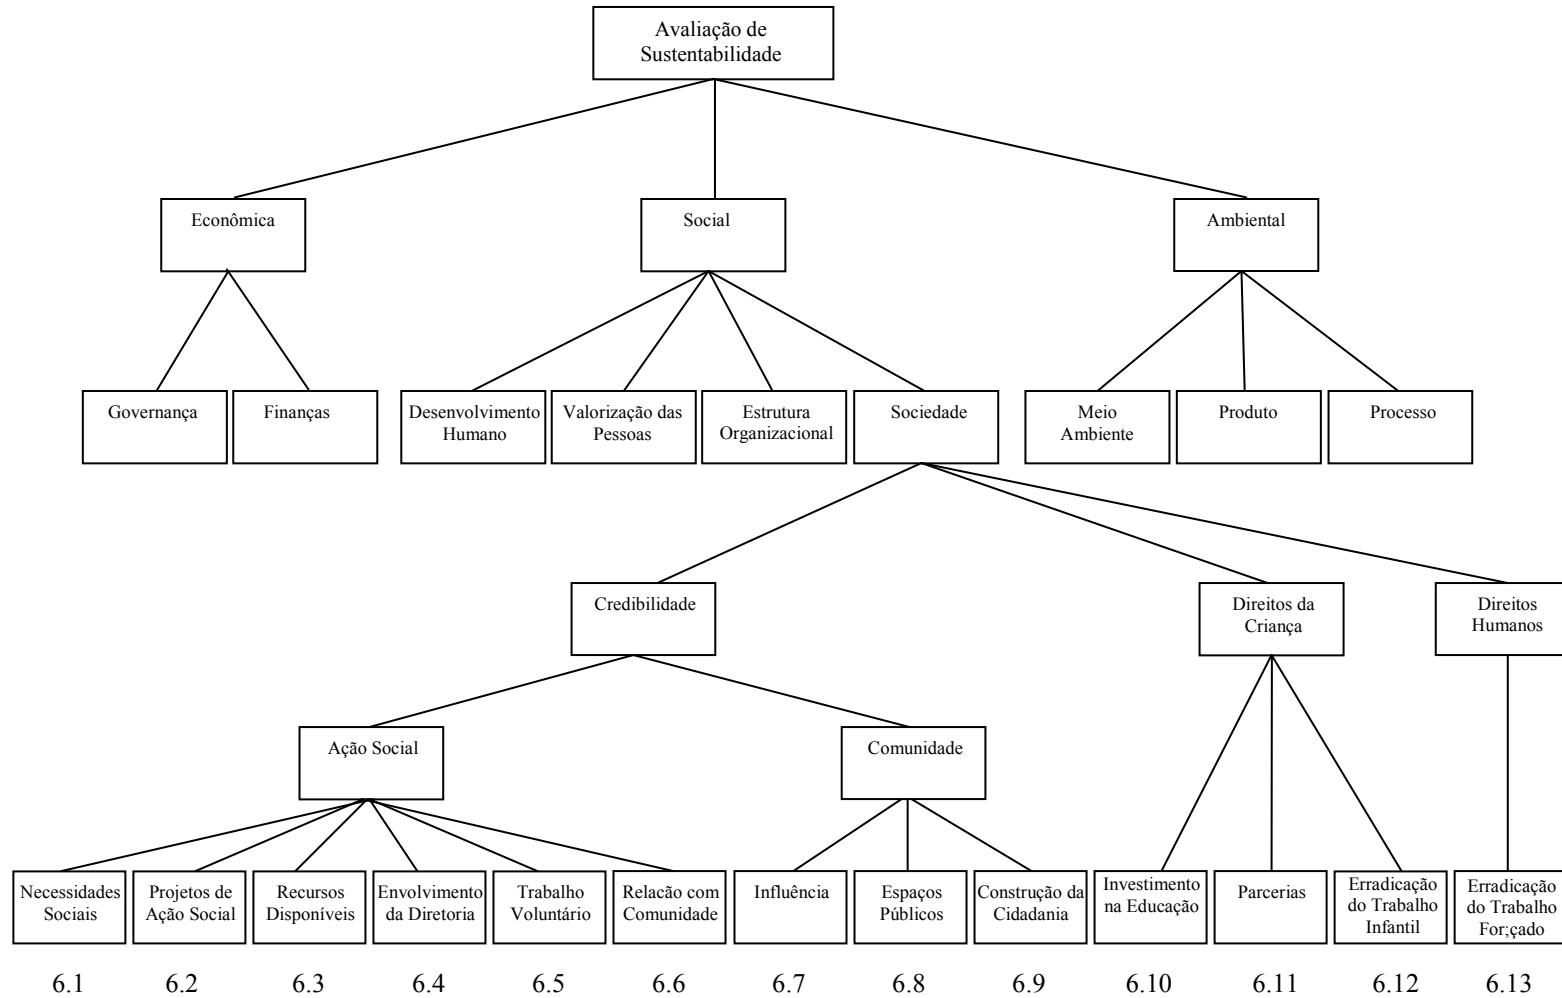 Avaliação de
Sustentabilidade
Econômica
Social
Ambiental
Governança
Finanças
Desenvolvimento
Humano
Valorização das
Pessoas
Estrutura
Organizacional
Sociedade
Meio
Ambiente
Produto
Processo
Credibilidade
Direitos da
Criança
Direitos
Humanos
Ação Social
Comunidade
Necessidades
Sociais
Projetos de
Ação Social
Recursos
Disponíveis
Envolvimento
da Diretoria
Trabalho
Voluntário
Relacão com
Comunidade
Influência
Espaços
Públicos
Construção da
Cidadania
Investimento
na Educação
Parcerias
Erradicação
do Trabalho
Infantil
Erradicação
do Trabalho
For;çado
6.1
6.2
6.3
6.4
6.5
6.6
6.7
6.8
6.9
6.10
6.11
6.12
6.13